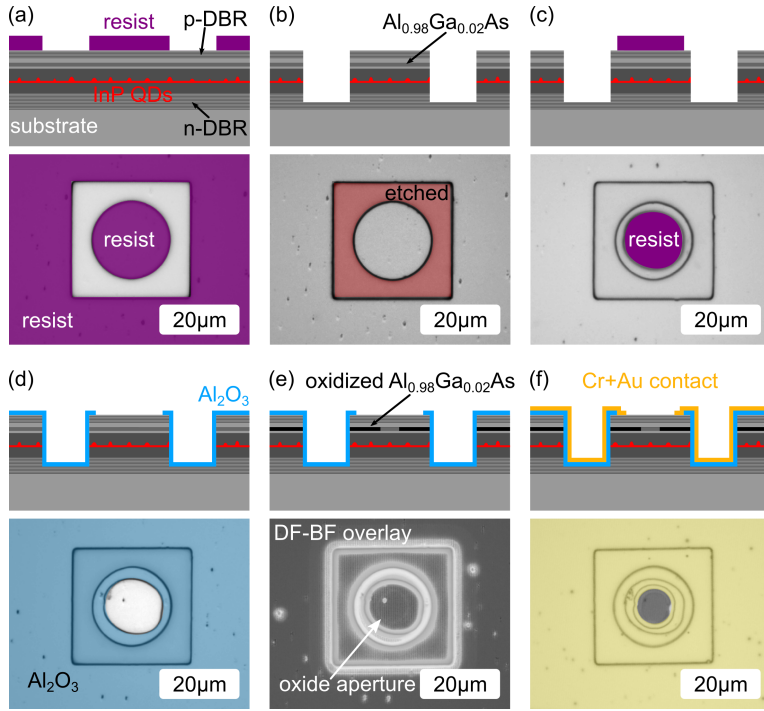 (a) resist p-DBR
InP QDs
substrate n-DBR
resist
resist 20μm
(b) Al₀.₉₈Ga₀.₀₂As
etched
20μm
(c)
resist
20μm
(d)
Al₂O₃
Al₂O₃ 20μm
(e) oxidized Al₀.₉₈Ga₀.₀₂As
DF-BF overlay
oxide aperture 20μm
(f) Cr+Au contact
20μm